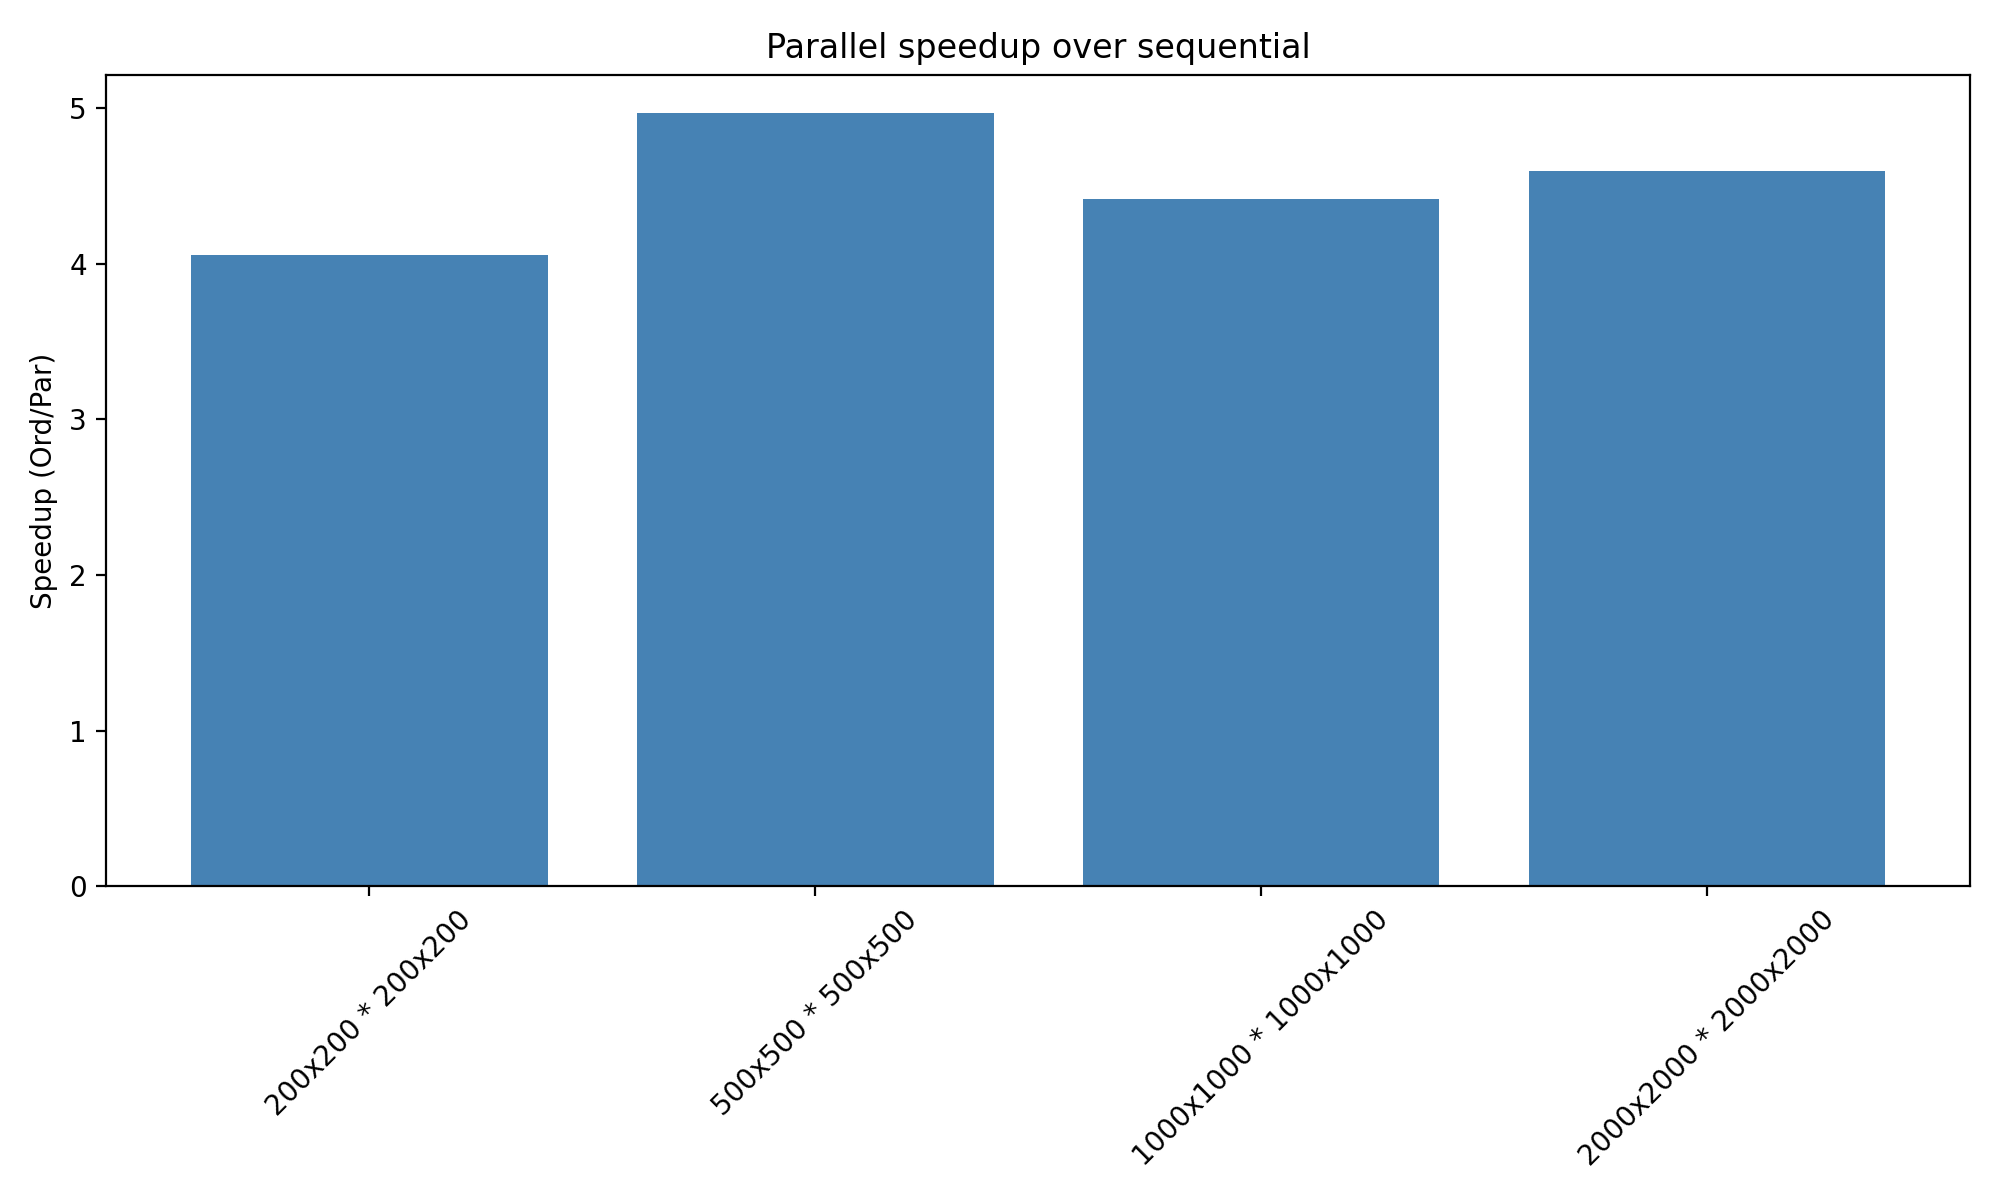 Parallel speedup over sequential
Speedup (Ord/Par)
5
4
3
2
1
0
200x200 * 200x200
500x500 * 500x500
1000x1000 * 1000x1000
2000x2000 * 2000x2000